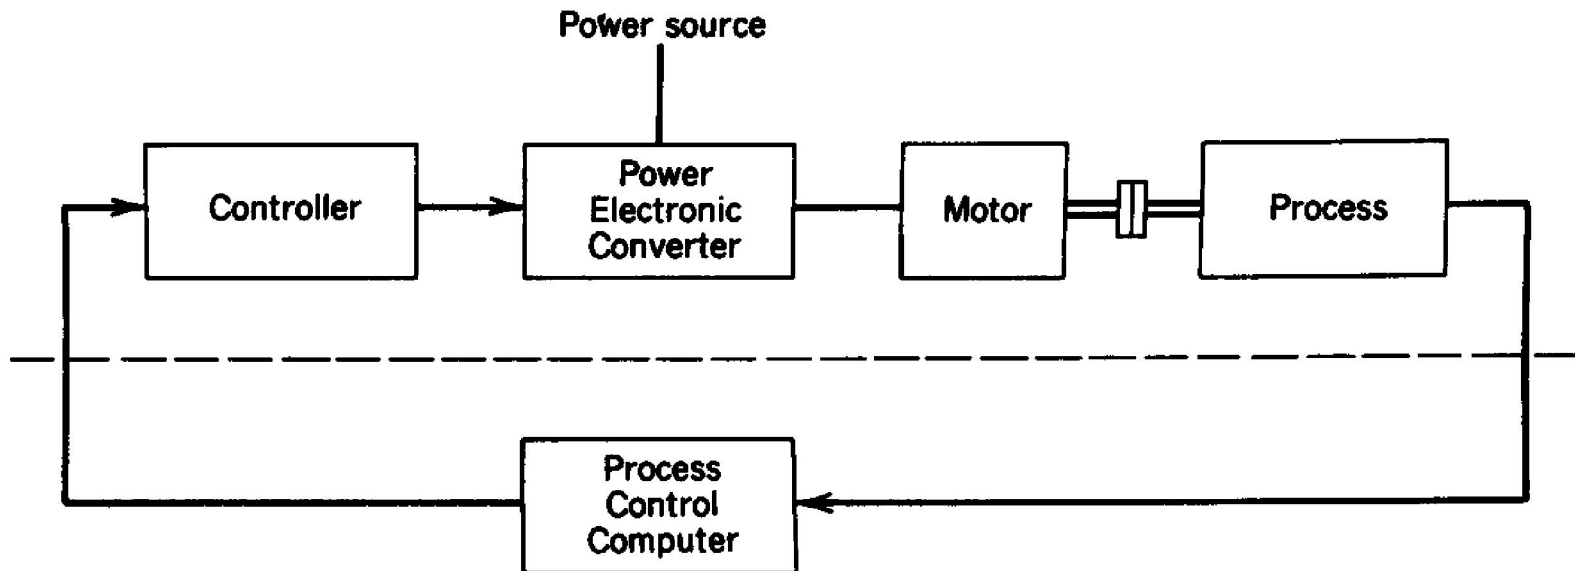 Power source
Controller
Power
Electronic
Converter
Motor
Process
Process
Control
Computer